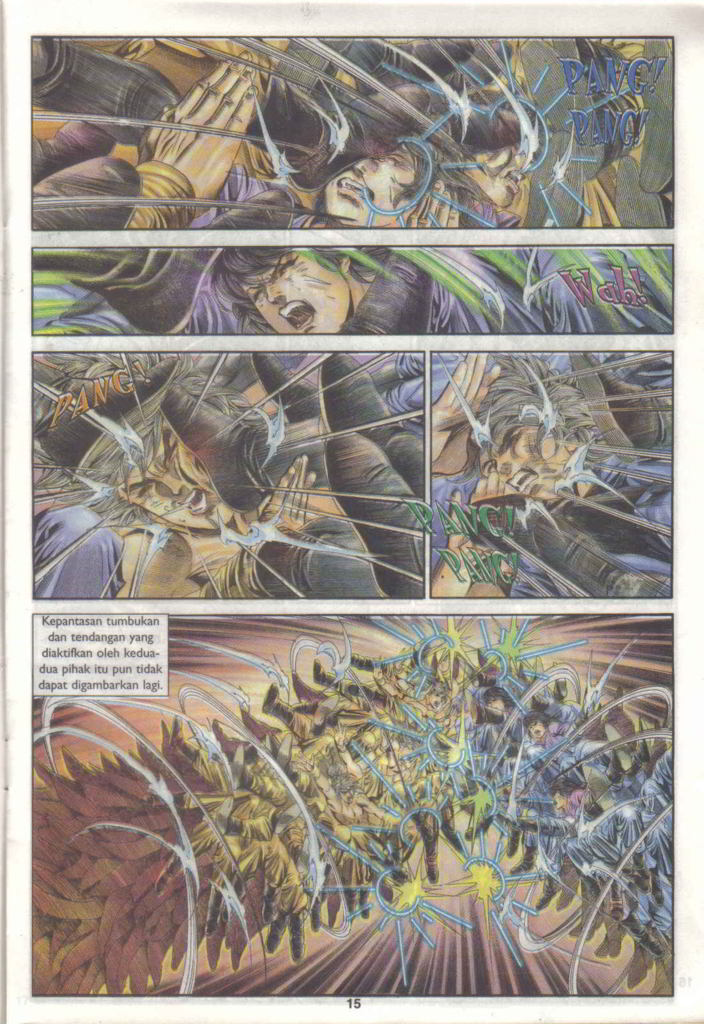 PANG!
PANG!
Wah!
PANG!
PANG!
PANG!
Kepantasan tumbukan
dan tendangan yang
diaktifkan oleh kedua-
dua pihak itu pun tidak
dapat digambarkan lagi.
15